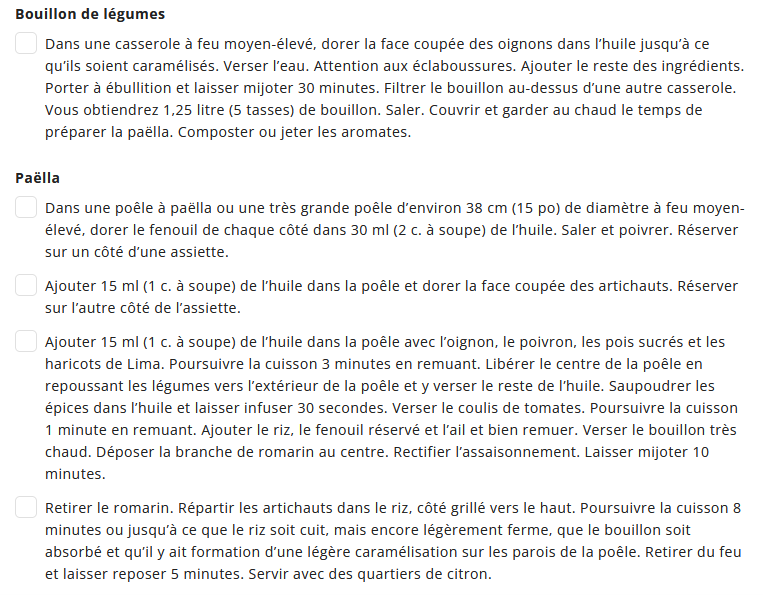 Bouillon de légumes
Dans une casserole à feu moyen-élevé, dorer la face coupée des oignons dans l’huile jusqu’à ce
qu’ils soient caramélisés. Verser l’eau. Attention aux éclaboussures. Ajouter le reste des ingrédients.
Porter à ébullition et laisser mijoter 30 minutes. Filtrer le bouillon au-dessus d’une autre casserole.
Vous obtiendrez 1,25 litre (5 tasses) de bouillon. Saler. Couvrir et garder au chaud le temps de
préparer la paëlla. Composter ou jeter les aromates.
Paëlla
Dans une poêle à paëlla ou une très grande poêle d’environ 38 cm (15 po) de diamètre à feu moyen-
élevé, dorer le fenouil de chaque côté dans 30 ml (2 c. à soupe) de l’huile. Saler et poivrer. Réserver
sur un côté d’une assiette.
Ajouter 15 ml (1 c. à soupe) de l’huile dans la poêle et dorer la face coupée des artichauts. Réserver
sur l’autre côté de l’assiette.
Ajouter 15 ml (1 c. à soupe) de l’huile dans la poêle avec l’oignon, le poivron, les pois sucrés et les
haricots de Lima. Poursuivre la cuisson 3 minutes en remuant. Libérer le centre de la poêle en
repoussant les légumes vers l’extérieur de la poêle et y verser le reste de l’huile. Saupoudrer les
épices dans l’huile et laisser infuser 30 secondes. Verser le coulis de tomates. Poursuivre la cuisson
1 minute en remuant. Ajouter le riz, le fenouil réservé et l’ail et bien remuer. Verser le bouillon très
chaud. Déposer la branche de romarin au centre. Rectifier l’assaisonnement. Laisser mijoter 10
minutes.
Retirer le romarin. Répartir les artichauts dans le riz, côté grillé vers le haut. Poursuivre la cuisson 8
minutes ou jusqu’à ce que le riz soit cuit, mais encore légèrement ferme, que le bouillon soit
absorbé et qu’il y ait formation d’une légère caramélisation sur les parois de la poêle. Retirer du feu
et laisser reposer 5 minutes. Servir avec des quartiers de citron.